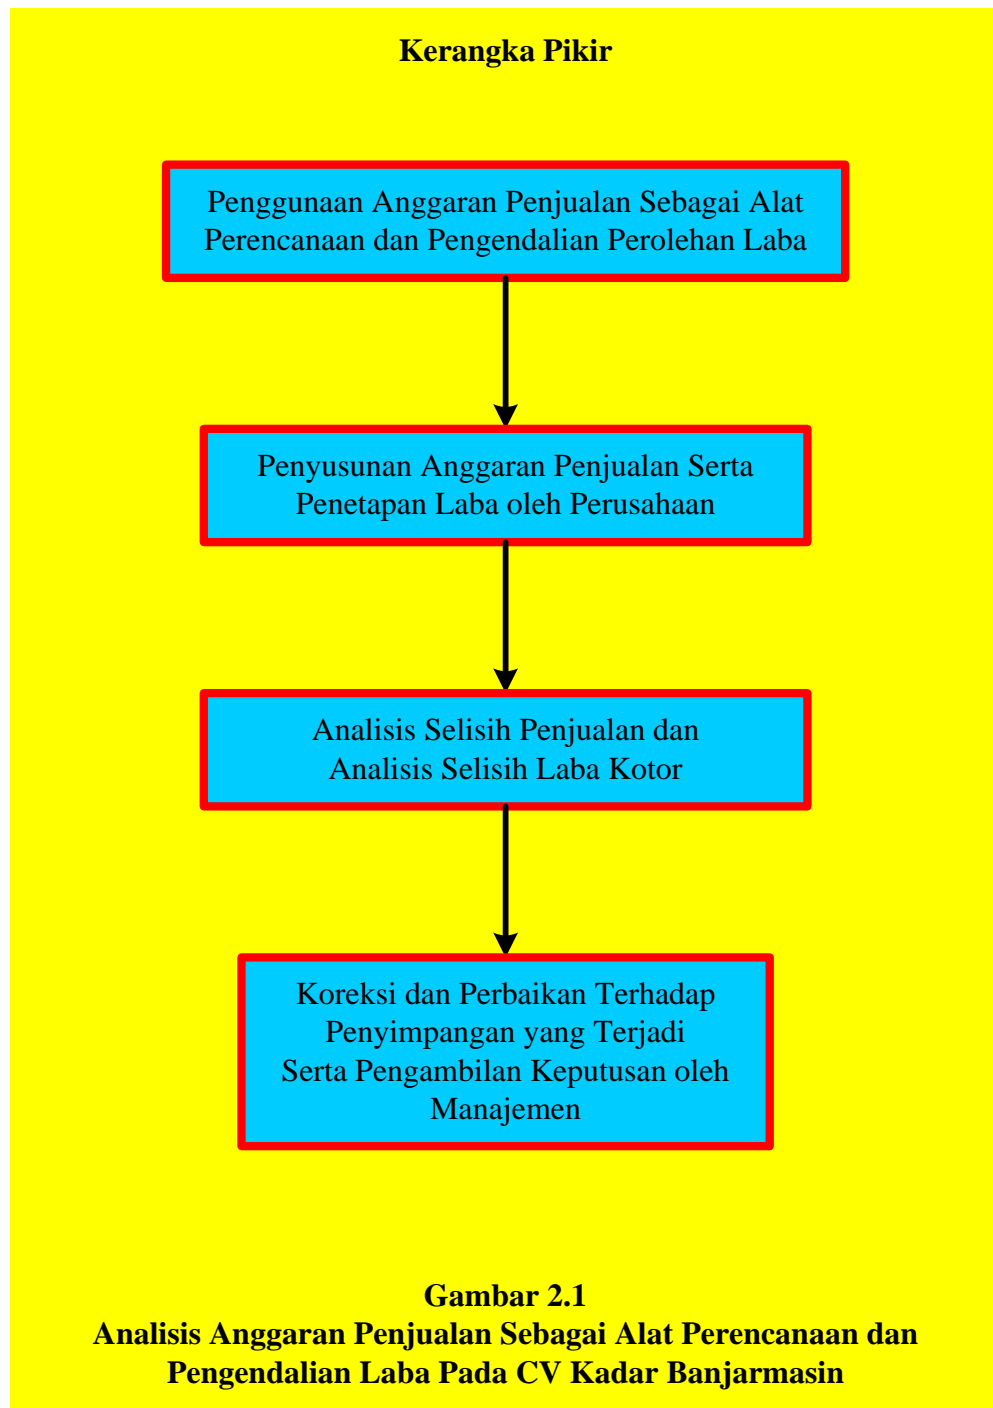 Kerangka Pikir
Penggunaan Anggaran Penjualan Sebagai Alat
Perencanaan dan Pengendalian Perolehan Laba
Penyusunan Anggaran Penjualan Serta
Penetapan Laba oleh Perusahaan
Analisis Selisih Penjualan dan
Analisis Selisih Laba Kotor
Koreksi dan Perbaikan Terhadap
Penyimpangan yang Terjadi
Serta Pengambilan Keputusan oleh
Manajemen
Gambar 2.1
Analisis Anggaran Penjualan Sebagai Alat Perencanaan dan
Pengendalian Laba Pada CV Kadar Banjarmasin